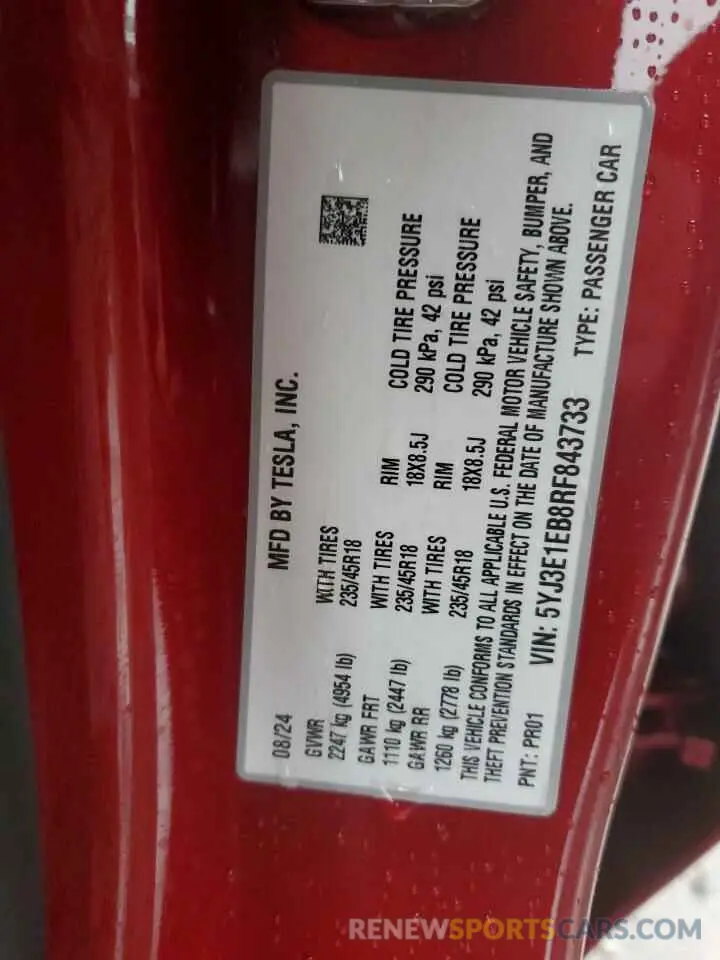 MFD BY TESLA, INC.
08/24
GVWR
2247 kg (4954 lb)
WITH TIRES
235/45R18
RIM
18X8.5J
COLD TIRE PRESSURE
290 kPa, 42 psi
GAWR FRT
1110 kg (2447 lb)
WITH TIRES
235/45R18
GAWR RR
1260 kg (2778 lb)
WITH TIRES
235/45R18
RIM
18X8.5J
COLD TIRE PRESSURE
290 kPa, 42 psi
THIS VEHICLE CONFORMS TO ALL APPLICABLE U.S. FEDERAL MOTOR VEHICLE SAFETY, BUMPER, AND
THEFT PREVENTION STANDARDS IN EFFECT ON THE DATE OF MANUFACTURE SHOWN ABOVE.
PNT: PR01 VIN: 5YJ3E1EB8RF843733 TYPE: PASSENGER CAR
RENEWSPORTSCARS.COM